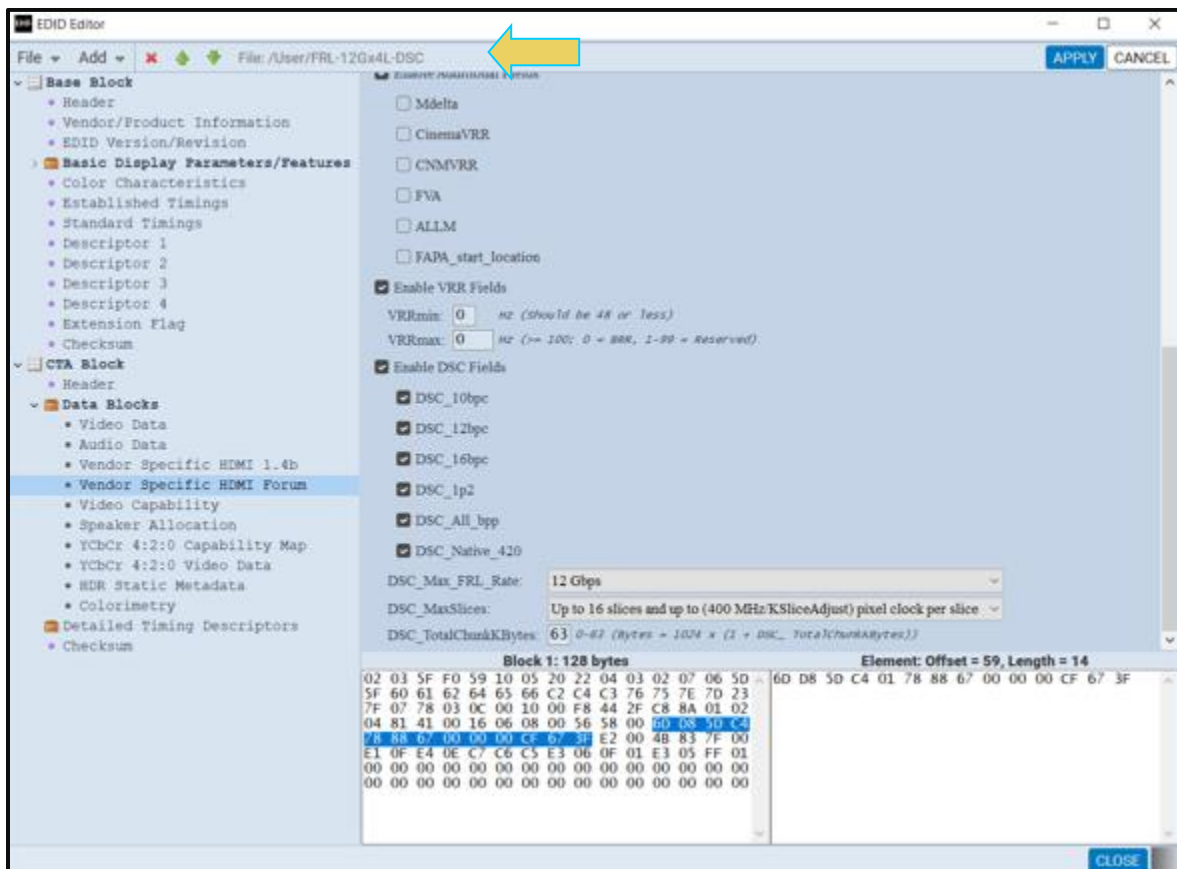 EDID Editor
File Add File: /User/FRL-12Gx4L-DSC APPLY CANCEL
Base Block
Header
Vendor/Product Information
EDID Version/Revision
Basic Display Parameters/Features
Color Characteristics
Established Timings
Standard Timings
Descriptor 1
Descriptor 2
Descriptor 3
Descriptor 4
Extension Flag
Checksum
CTA Block
Header
Data Blocks
Video Data
Audio Data
Vendor Specific HDMI 1.4b
Vendor Specific HDMI Forum
Video Capability
Speaker Allocation
YCbCr 4:2:0 Capability Map
YCbCr 4:2:0 Video Data
HDR Static Metadata
Colorimetry
Detailed Timing Descriptors
Checksum
Enable Additional Fields
Mdelta
CinemaVRR
CNMVRR
FVA
ALLM
FAPA_start_location
Enable VRR Fields
VRRmin: 0 Hz (Should be 48 or less)
VRRmax: 0 Hz (>= 100; 0 = BRR, 1-99 = Reserved)
Enable DSC Fields
DSC_10bpc
DSC_12bpc
DSC_16bpc
DSC_1p2
DSC_All_bpp
DSC_Native_420
DSC_Max_FRL_Rate: 12 Gbps
DSC_MaxSlices: Up to 16 slices and up to (400 MHz/KSliceAdjust) pixel clock per slice
DSC_TotalChunkKBytes: 63 0-63 (Bytes = 1024 x (1 + DSC_ TotalChunkKBytes))
Block 1: 128 bytes
02 03 5F F0 59 10 05 20 22 04 03 02 07 06 5D
5F 60 61 62 64 65 66 C2 C4 C3 76 75 7E 7D 23
7F 07 78 03 0C 00 10 00 F8 44 2F C8 8A 01 02
04 81 41 00 16 06 08 00 56 58 00 6D D8 5D C4
78 88 67 00 00 00 CF 67 3F E2 00 4B 83 7F 00
E1 0F E4 0E C7 C6 C5 E3 06 0F 01 E3 05 FF 01
00 00 00 00 00 00 00 00 00 00 00 00 00 00 00
00 00 00 00 00 00 00 00 00 00 00 00 00 00 00
Element: Offset = 59, Length = 14
6D D8 5D C4 01 78 88 67 00 00 00 CF 67 3F
CLOSE